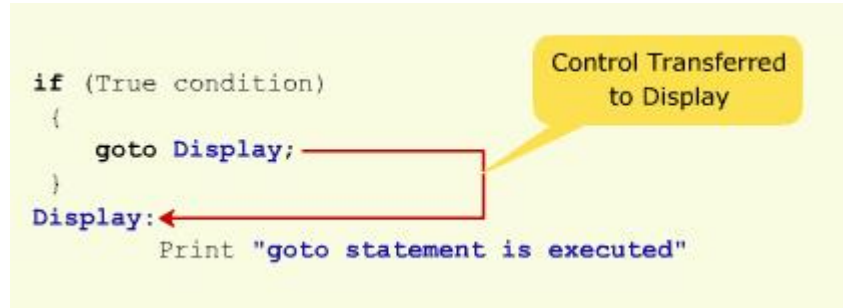 Control Transferred
to Display
if (True condition)
{
goto Display;
}
Display:
Print "goto statement is executed"